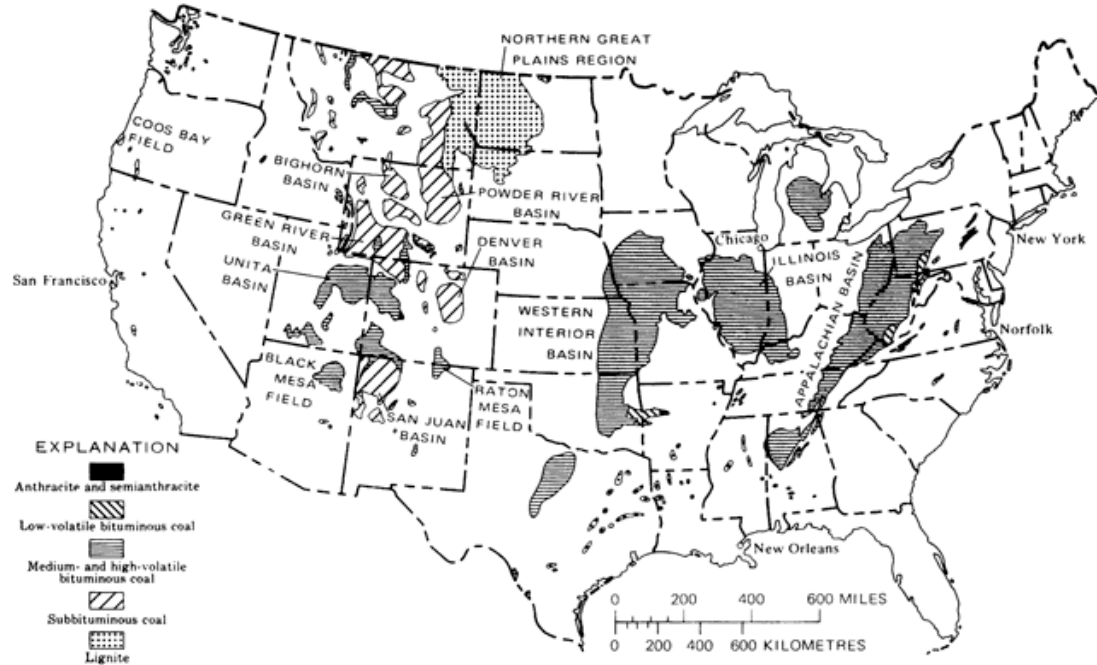 NORTHERN GREAT
PLAINS REGION
COOS BAY
FIELD
BIGHORN
BASIN
POWDER RIVER
BASIN
GREEN RIVER
BASIN
DENVER
BASIN
UNITA
BASIN
San Francisco
Chicago
ILLINOIS
BASIN
New York
APPALACHIAN BASIN
WESTERN
INTERIOR
BASIN
Norfolk
BLACK
MESA
FIELD
RATON
MESA
FIELD
SAN JUAN
BASIN
New Orleans
EXPLANATION
Anthracite and semianthracite
Low-volatile bituminous coal
Medium- and high-volatile
bituminous coal
Subbituminous coal
Lignite
0 200 400 600 MILES
0 200 400 600 KILOMETRES